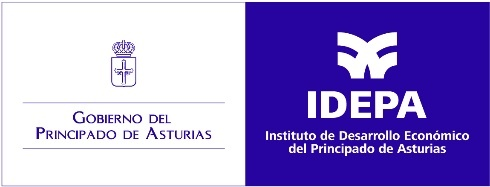 GOBIERNO DEL
PRINCIPADO DE ASTURIAS
IDEPA
Instituto de Desarrollo Económico
del Principado de Asturias